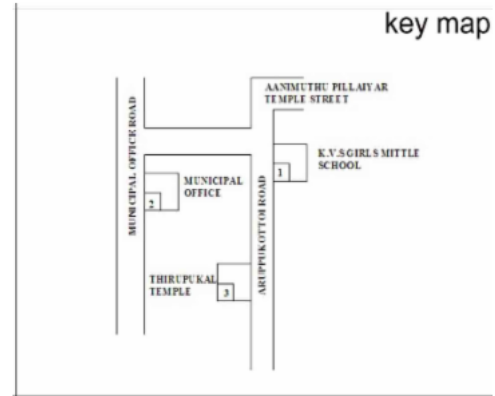 key map
AANIMUTHU PILLAIYAR
TEMPLE STREET
K.V.SGIRLS MITTLE
SCHOOL
1
MUNICIPAL OFFICE ROAD
MUNICIPAL
OFFICE
2
ARUPPUKOTTOI ROAD
THIRUPUKAL
TEMPLE
3